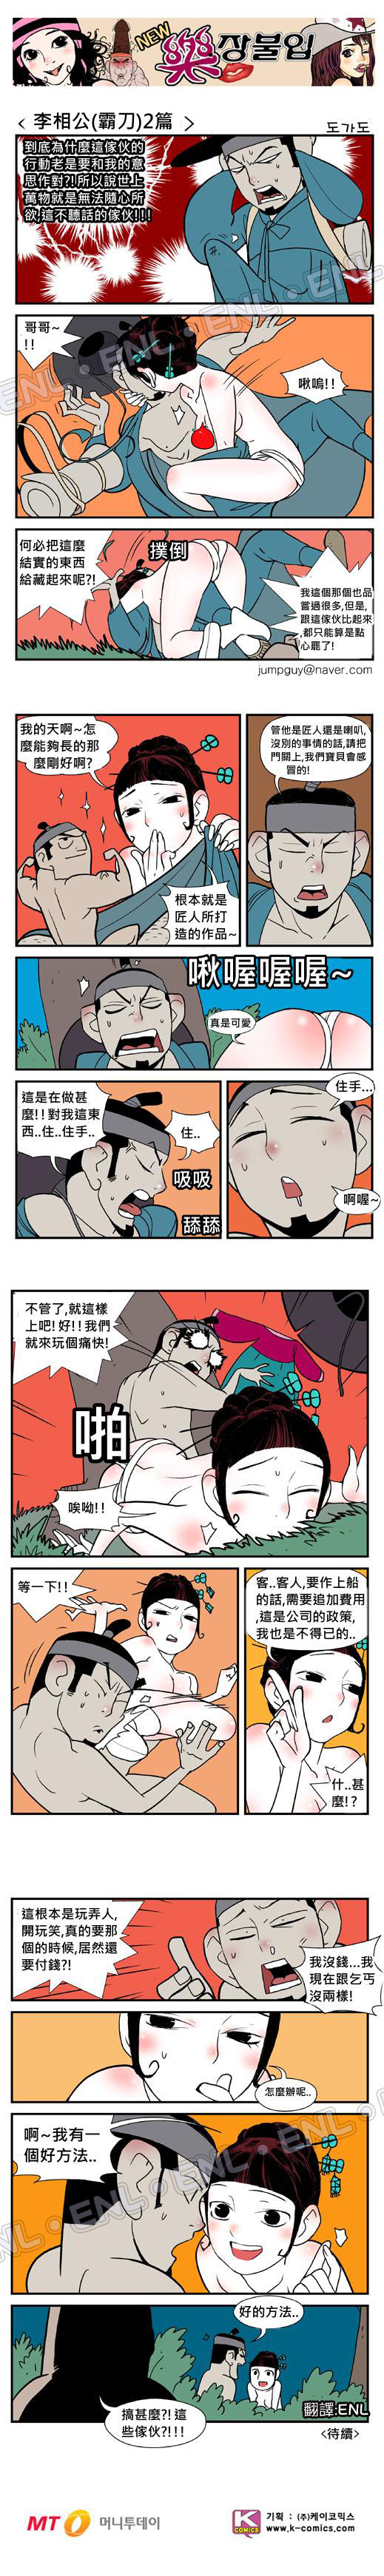 NEW 樂 장불입
< 李相公(霸刀)2篇 >
도가도
到底為什麼這傢伙的
行動老是要和我的意
思作對?!所以說世上
萬物就是無法隨心所
欲,這不聽話的傢伙!!!
哥哥~
!!
啾嗚!!
何必把這麼
結實的東西
給藏起來呢?!
撲倒
我這個那個也品
嘗過很多,但是,
跟這傢伙比起來
,都只能算是點
心罷了!
jumpguy@naver.com
我的天啊~怎
麼能夠長的那
麼剛好啊?
根本就是
匠人所打
造的作品~
管他是匠人還是喇叭,
沒別的事情的話,請把
門關上,我們寶貝會感
冒的!
啾喔喔喔~
真是可愛
這是在做甚
麼!!對我這東
西..住..住手..
住..
吸吸
舔舔
住手...
啊喔~
不管了,就這樣
上吧!好!!我們
就來玩個痛快!
啪
唉呦!!
等一下!!
客..客人,要作上船
的話,需要追加費用
,這是公司的政策,
我也是不得已的..
什..甚
麼!?
這根本是玩弄人,
開玩笑,真的要那
個的時候,居然還
要付錢?!
我沒錢...我
現在跟乞丐
沒兩樣!
怎麼辦呢..
啊~我有一
個好方法..
好的方法..
搞甚麼?!這
些傢伙?!!!
翻譯:ENL
<待續>
MT 머니투데이
K COMICS 기획 : (주)케이코믹스
www.k-comics.com